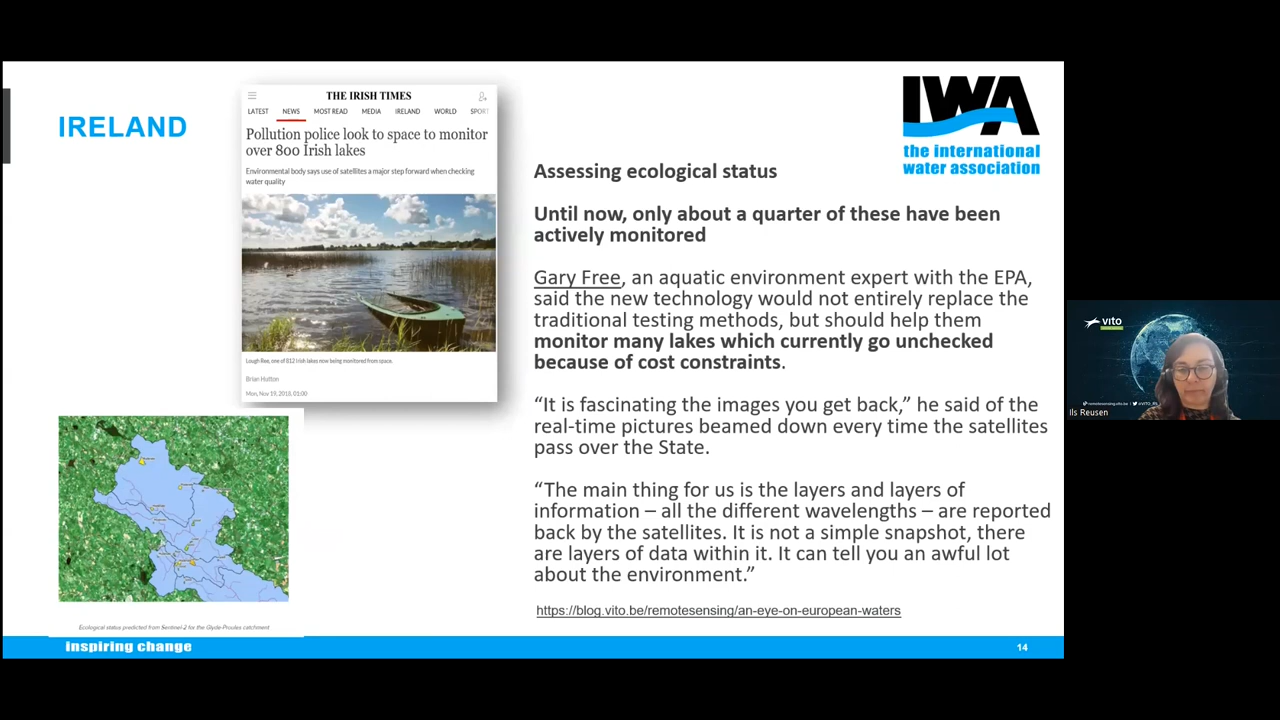 IRELAND
THE IRISH TIMES
LATEST NEWS MOST READ MEDIA IRELAND WORLD SPORT
Pollution police look to space to monitor
over 800 Irish lakes
Environmental body says use of satellites a major step forward when checking
water quality
Lough Ree, one of 812 Irish lakes now being monitored from space.
Brian Hutton
Mon, Nov 19, 2018, 01:00
IWA
the international
water association
Assessing ecological status
Until now, only about a quarter of these have been
actively monitored
Gary Free, an aquatic environment expert with the EPA,
said the new technology would not entirely replace the
traditional testing methods, but should help them
monitor many lakes which currently go unchecked
because of cost constraints.
“It is fascinating the images you get back,” he said of the
real-time pictures beamed down every time the satellites
pass over the State.
“The main thing for us is the layers and layers of
information – all the different wavelengths – are reported
back by the satellites. It is not a simple snapshot, there
are layers of data within it. It can tell you an awful lot
about the environment.”
https://blog.vito.be/remotesensing/an-eye-on-european-waters
Ecological status predicted from Sentinel-2 for the Glyde-Proules catchment
inspiring change
14
vito
remotesensing.vito.be | @VITO_RS
Ils Reusen